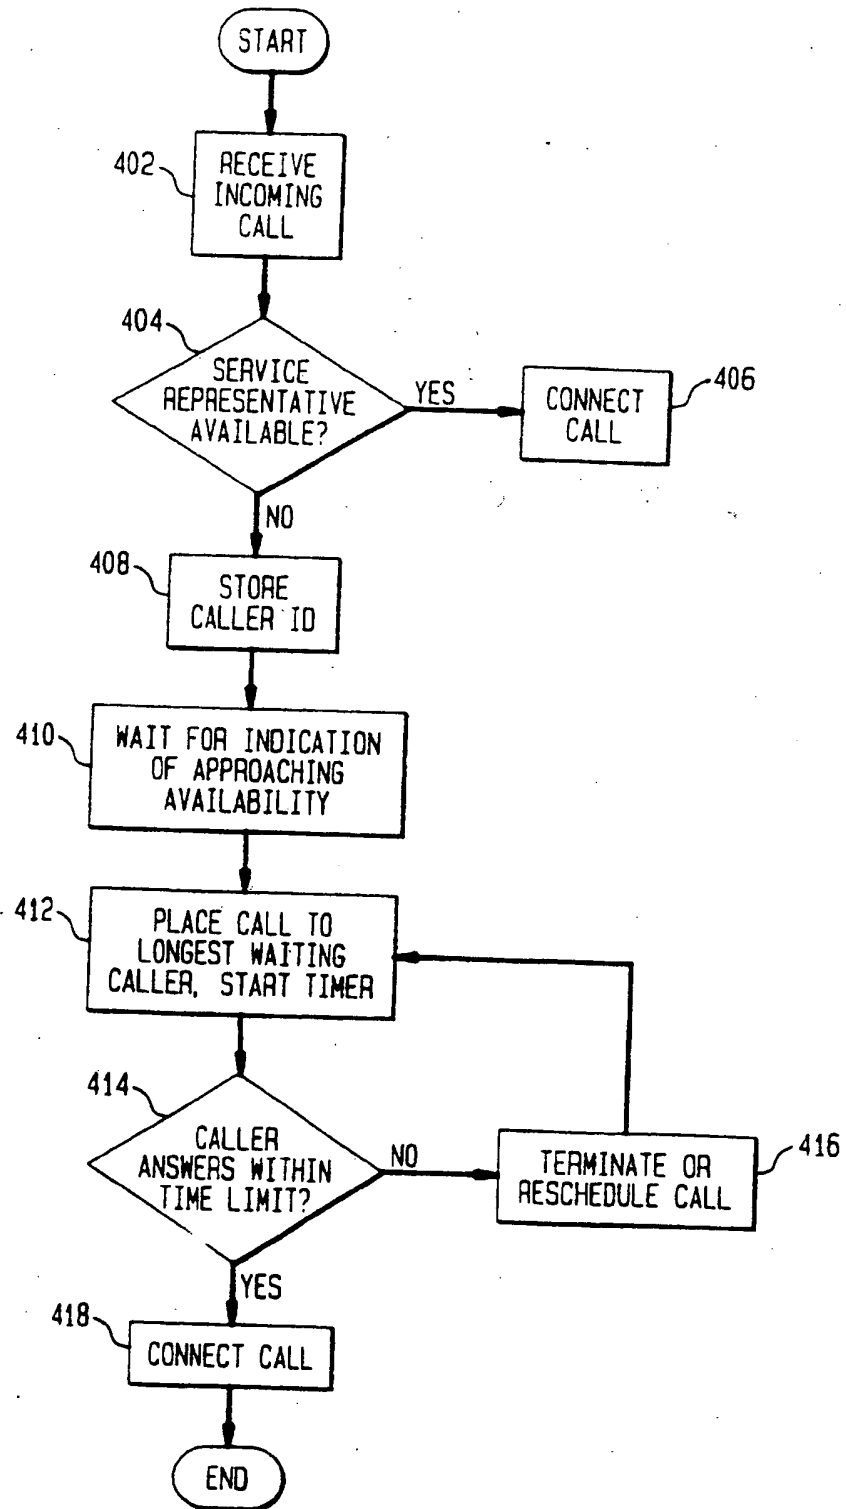 START
402
RECEIVE
INCOMING
CALL
404
SERVICE
REPRESENTATIVE
AVAILABLE?
YES
CONNECT
CALL
406
NO
408
STORE
CALLER ID
410
WAIT FOR INDICATION
OF APPROACHING
AVAILABILITY
412
PLACE CALL TO
LONGEST WAITING
CALLER, START TIMER
414
CALLER
ANSWERS WITHIN
TIME LIMIT?
NO
TERMINATE OR
RESCHEDULE CALL
416
YES
418
CONNECT CALL
END